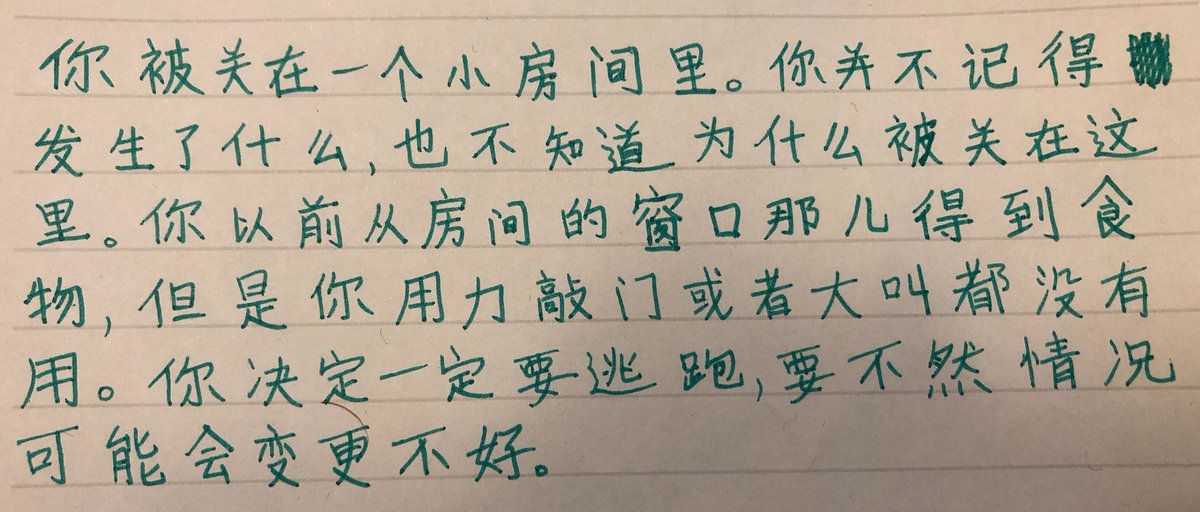 你被关在一个小房间里。你并不记得
发生了什么,也不知道为什么被关在这
里。你以前从房间的窗口那儿得到食
物,但是你用力敲门或者大叫都没有
用。你决定一定要逃跑,要不然情况
可能会变更不好。